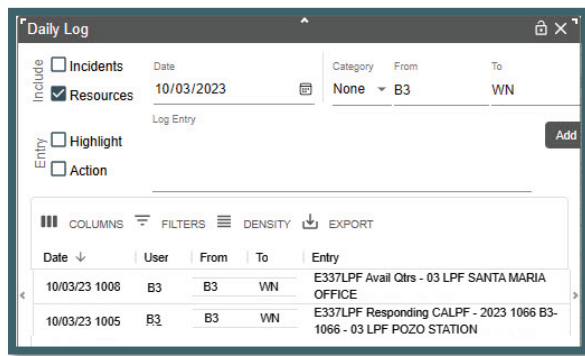 Daily Log
Include
Incidents
Resources
Date
10/03/2023
Category From To
None B3 WN
Entry
Highlight
Action
Log Entry
Add
COLUMNS FILTERS DENSITY EXPORT
Date User From To Entry
10/03/23 1008 B3 B3 WN E337LPF Avail Qtrs - 03 LPF SANTA MARIA
OFFICE
10/03/23 1005 B3 B3 WN E337LPF Responding CALPF - 2023 1066 B3-
1066 - 03 LPF POZO STATION